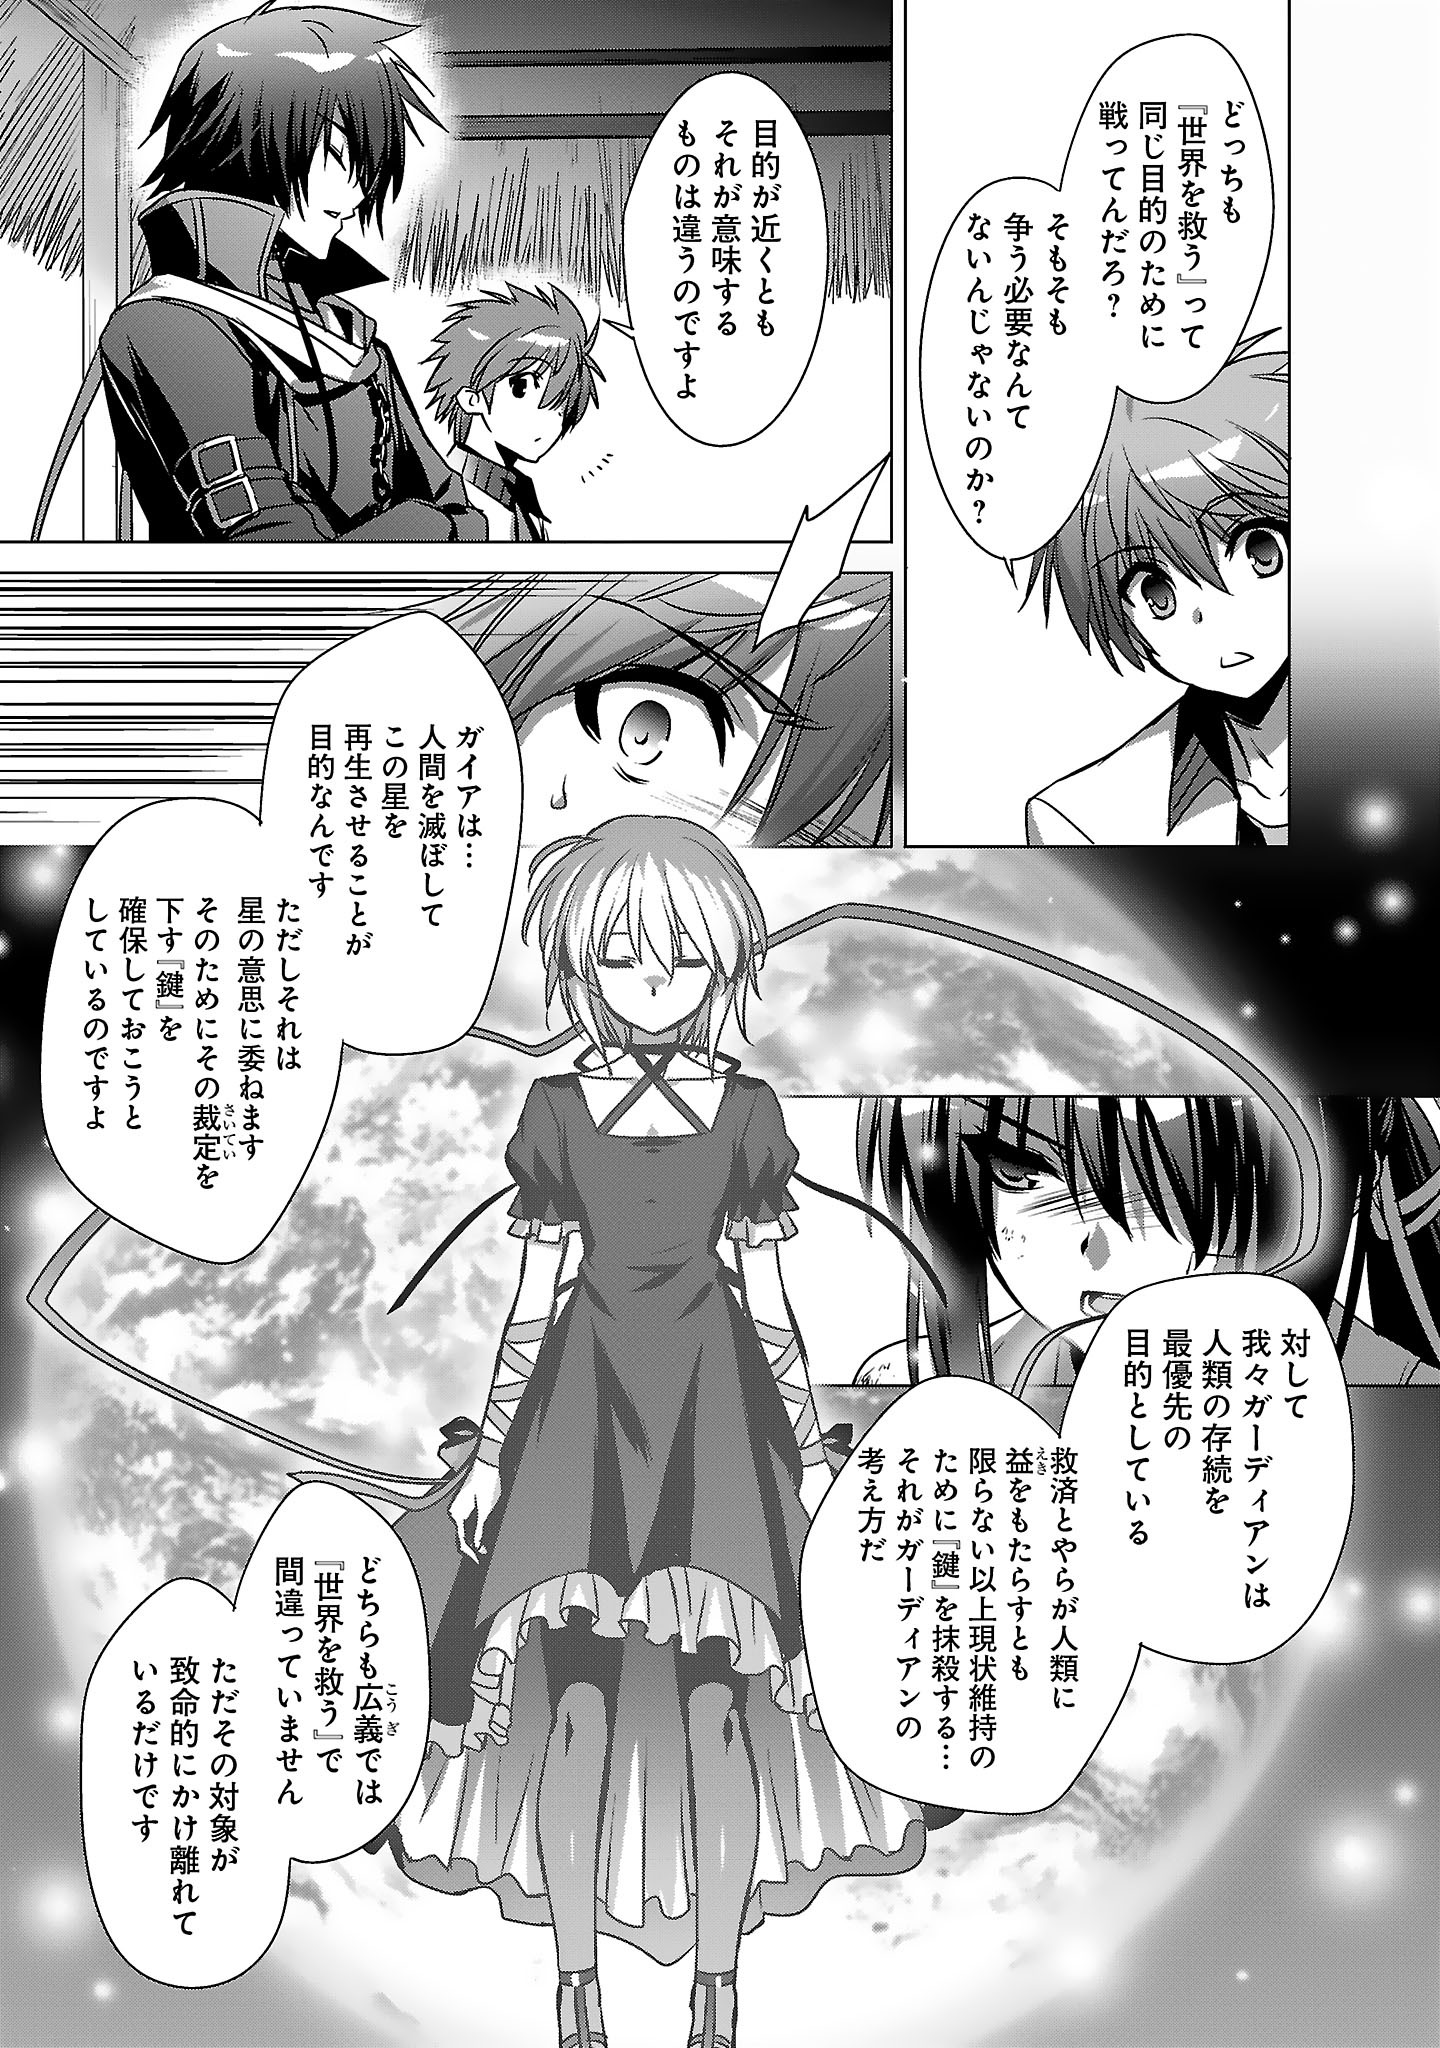 どっちも
『世界を救う』って
同じ目的のために
戦ってんだろ？
そもそも
争う必要なんて
ないんじゃないのか？
目的が近くとも
それが意味する
ものは違うのですよ
ガイアは…
人間を滅ぼして
この星を
再生させることが
目的なんです
ただしそれは
星の意思に委ねます
そのためにその裁定を
さいてい
下す『鍵』を
確保しておこうと
しているのですよ
対して
我々ガーディアンは
人類の存続を
最優先の
目的としている
救済とやらが人類に
益をもたらすとも
えき
限らない以上現状維持の
ために『鍵』を抹殺する…
それがガーディアンの
考え方だ
どちらも広義では
こうぎ
『世界を救う』で
間違っていません
ただその対象が
致命的にかけ離れて
いるだけです